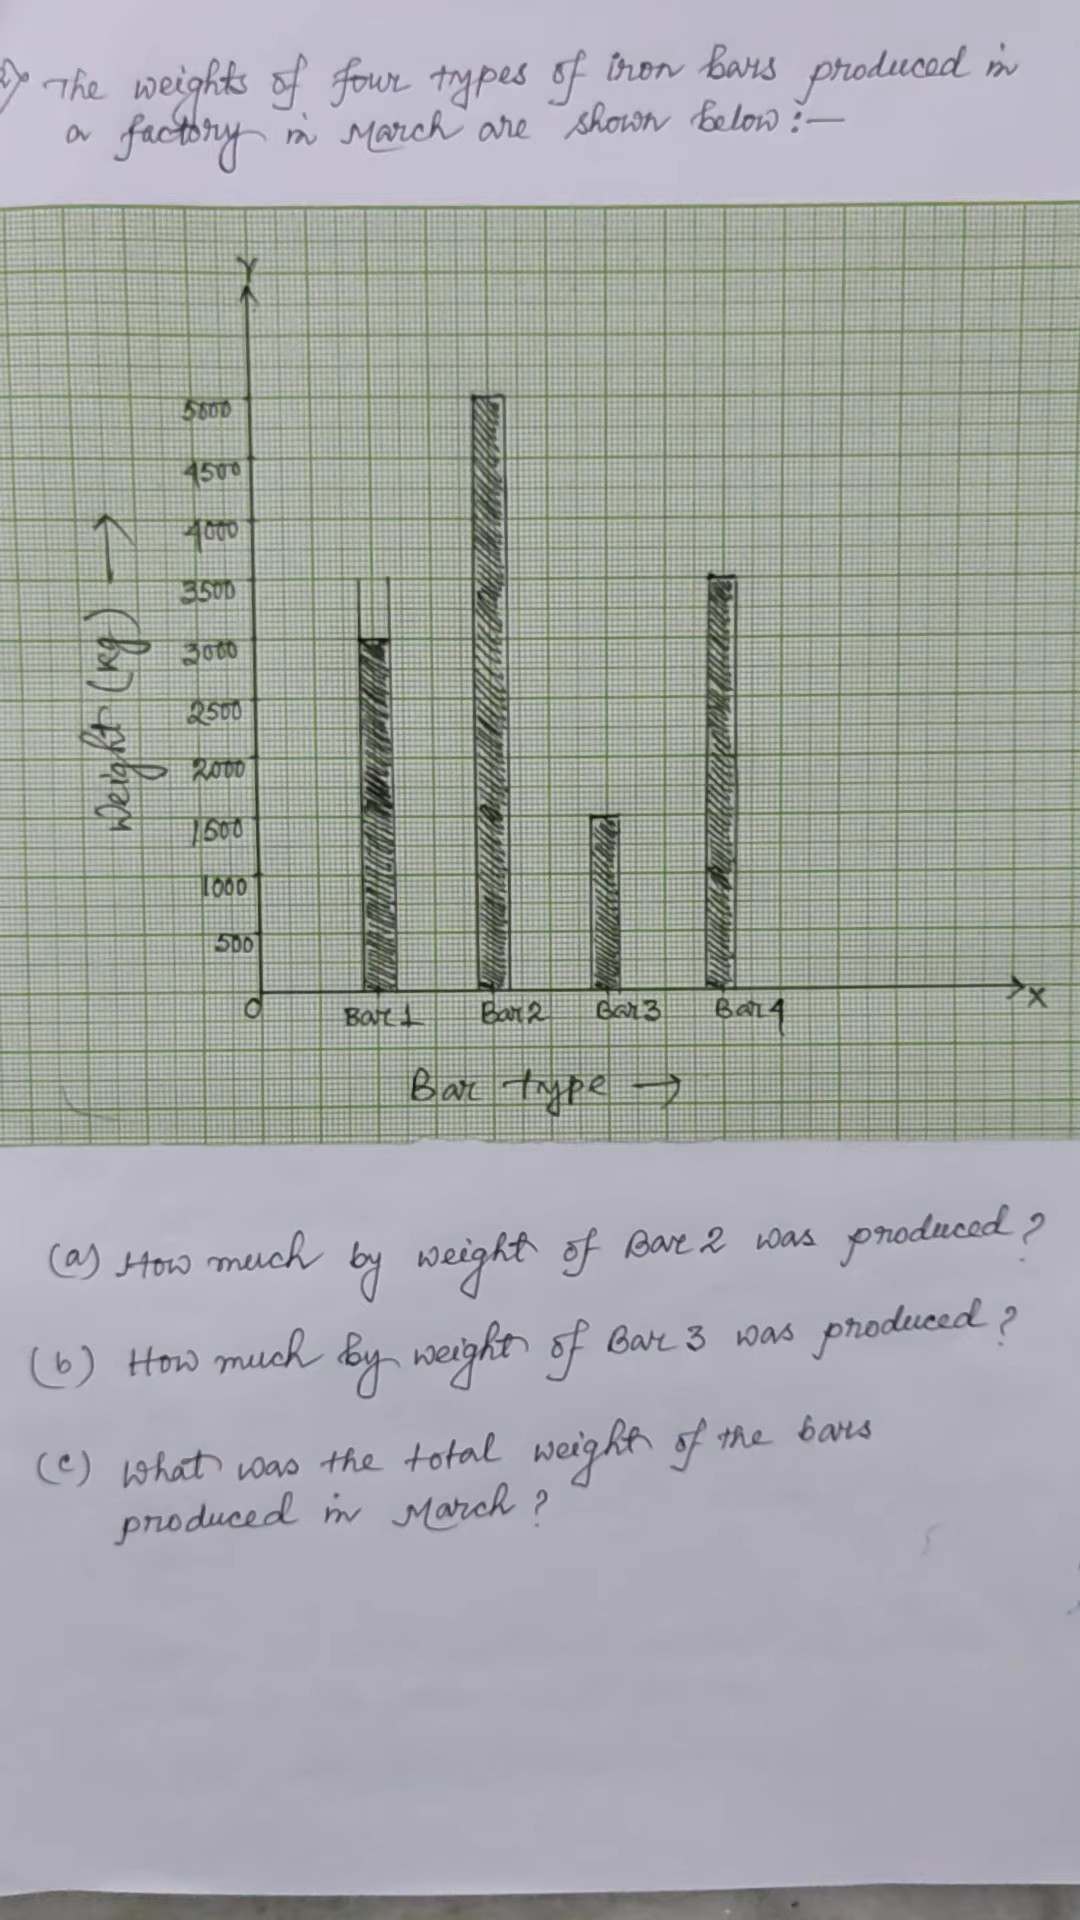 The weights of four types of iron bars produced in
a factory in March are shown below:—
Y
5000
4500
4000
3500
3000
2500
2000
1500
1000
500
Weight (kg) →
O
X
Bar 1 Bar 2 Bar 3 Bar 4
Bar type →
(a) How much by weight of Bar 2 was produced?
(b) How much by weight of Bar 3 was produced?
(c) What was the total weight of the bars
produced in March?